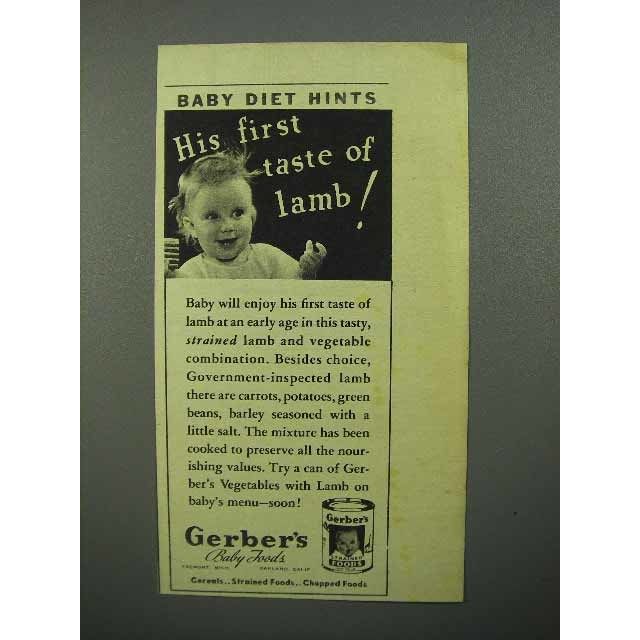 BABY DIET HINTS
His first
taste of
lamb!
Baby will enjoy his first taste of
lamb at an early age in this tasty,
strained lamb and vegetable
combination. Besides choice,
Government-inspected lamb
there are carrots, potatoes, green
beans, barley seasoned with a
little salt. The mixture has been
cooked to preserve all the nour-
ishing values. Try a can of Ger-
ber's Vegetables with Lamb on
baby's menu—soon!
Gerber's
STRAINED
FOODS
Gerber's
Baby Foods
FREMONT, MICH. OAKLAND, CALIF.
Cereals..Strained Foods..Chopped Foods